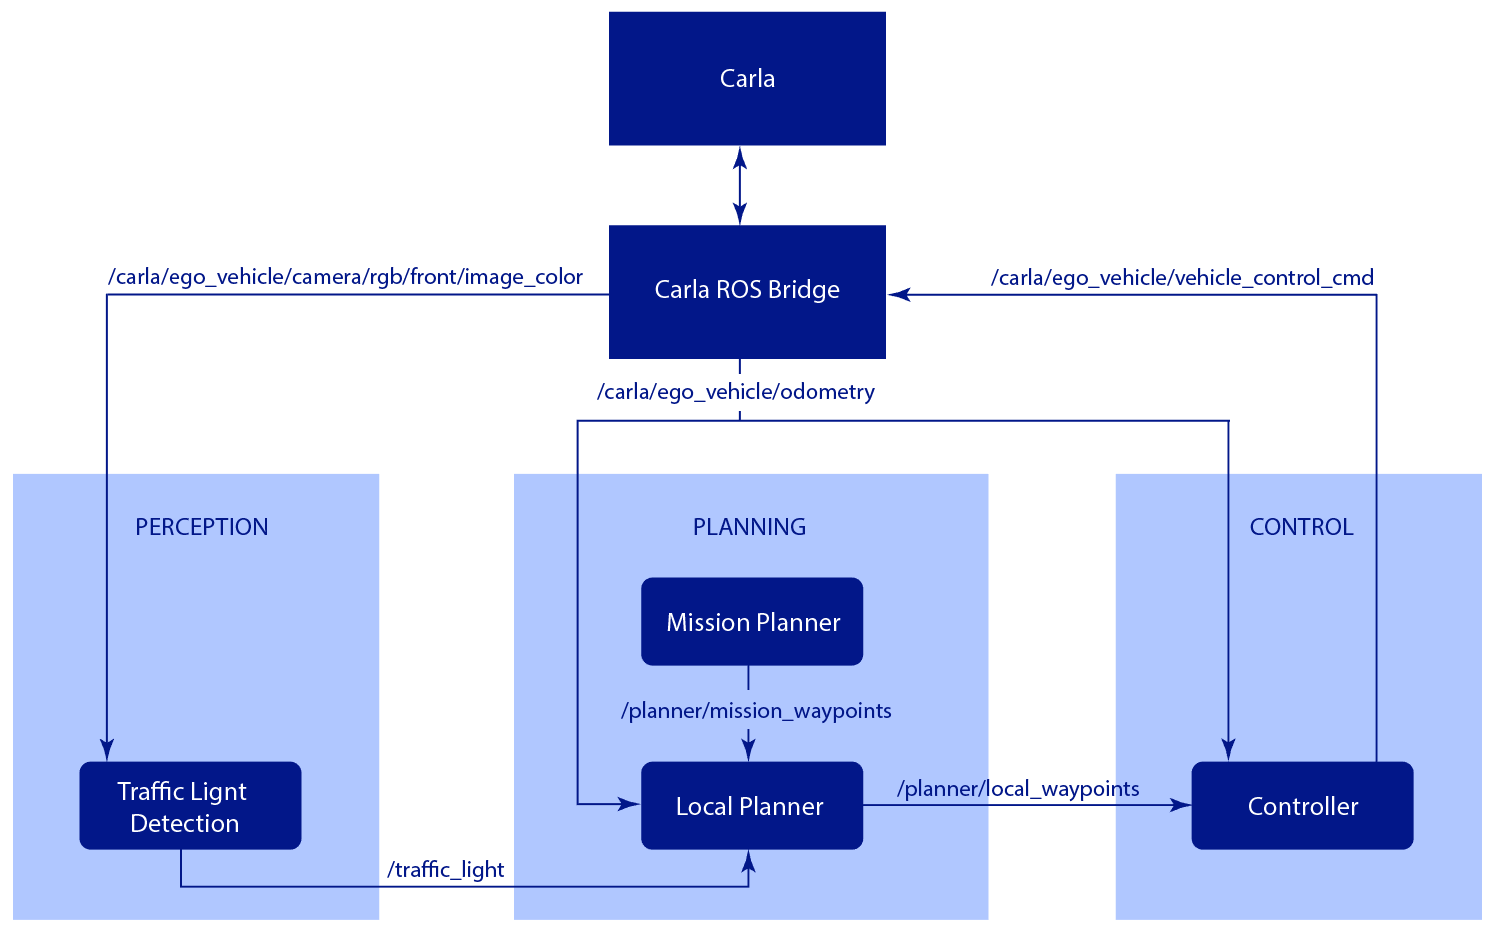 Carla
/carla/ego_vehicle/camera/rgb/front/image_color
Carla ROS Bridge
/carla/ego_vehicle/vehicle_control_cmd
/carla/ego_vehicle/odometry
PERCEPTION
PLANNING
CONTROL
Mission Planner
/planner/mission_waypoints
Traffic Lignt
Detection
Local Planner
/planner/local_waypoints
Controller
/traffic_light